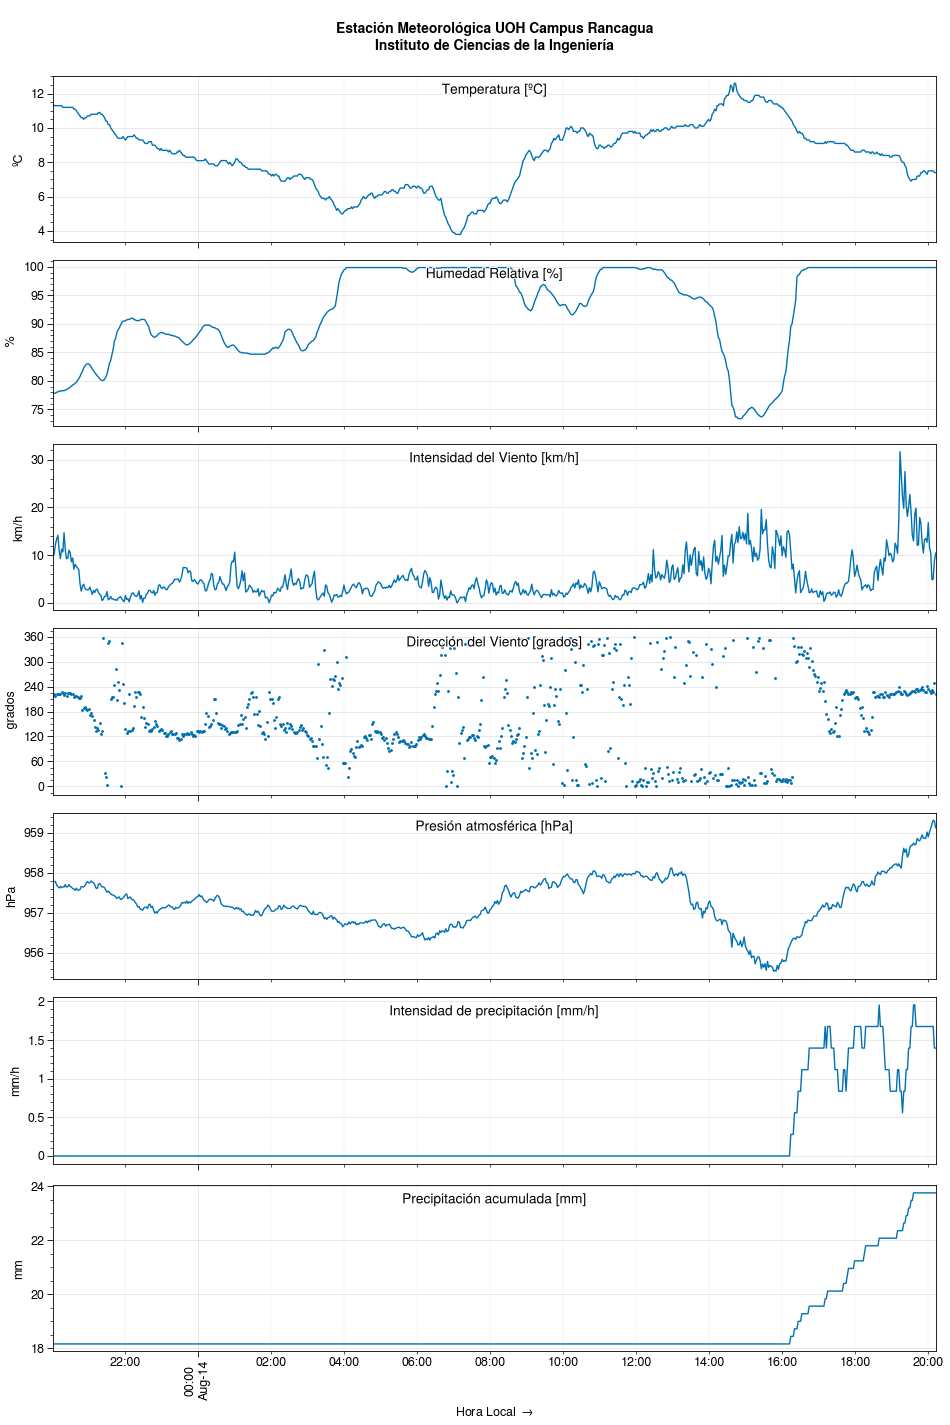 Estación Meteorológica UOH Campus Rancagua
Instituto de Ciencias de la Ingeniería
Temperatura [ºC]
ºC
12
10
8
6
4
Humedad Relativa [%]
%
100
95
90
85
80
75
Intensidad del Viento [km/h]
km/h
30
20
10
0
Dirección del Viento [grados]
grados
360
300
240
180
120
60
0
Presión atmosférica [hPa]
hPa
959
958
957
956
Intensidad de precipitación [mm/h]
mm/h
2
1.5
1
0.5
0
Precipitación acumulada [mm]
mm
24
22
20
18
22:00
00:00
Aug-14
02:00
04:00
06:00
08:00
10:00
12:00
14:00
16:00
18:00
20:00
Hora Local →